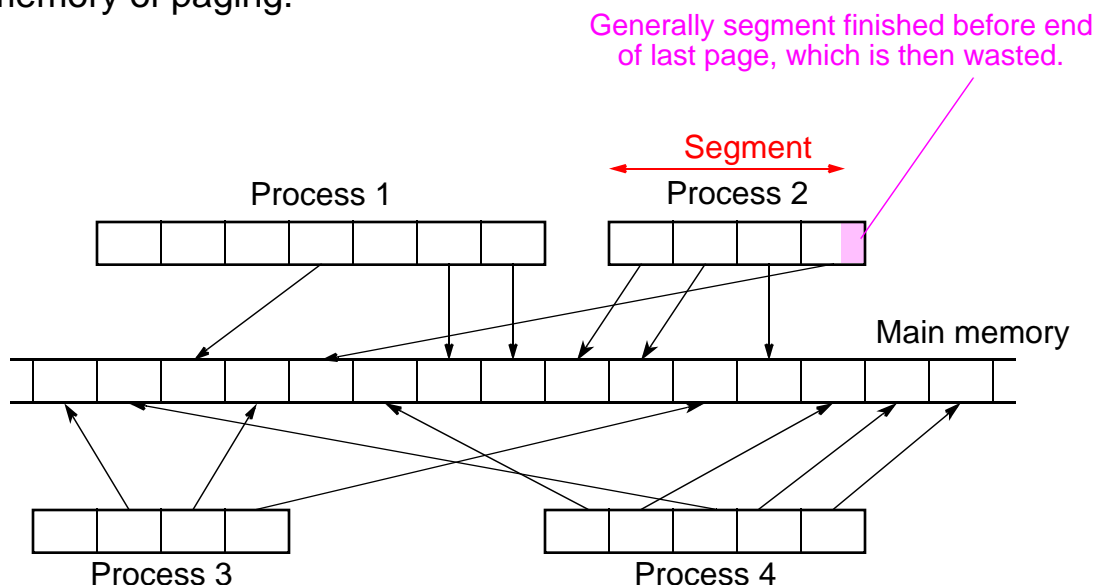 memory of paging.
Generally segment finished before end
of last page, which is then wasted.
Segment
Process 1
Process 2
Main memory
Process 3
Process 4